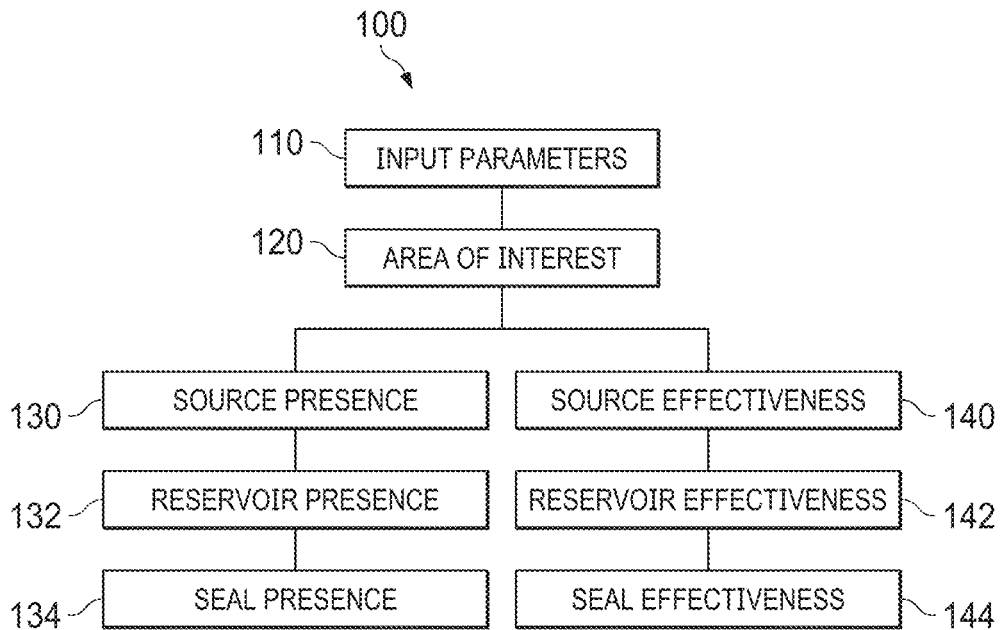 100
110 INPUT PARAMETERS
120 AREA OF INTEREST
130 SOURCE PRESENCE SOURCE EFFECTIVENESS 140
132 RESERVOIR PRESENCE RESERVOIR EFFECTIVENESS 142
134 SEAL PRESENCE SEAL EFFECTIVENESS 144